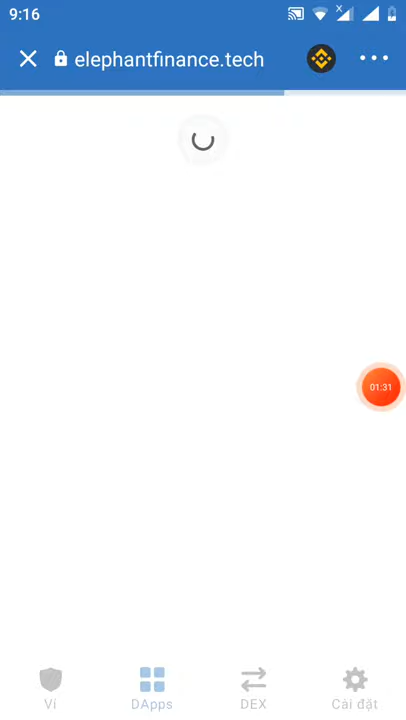 9:16
elephantfinance.tech
01:31
Ví
DApps
DEX
Cài đặt